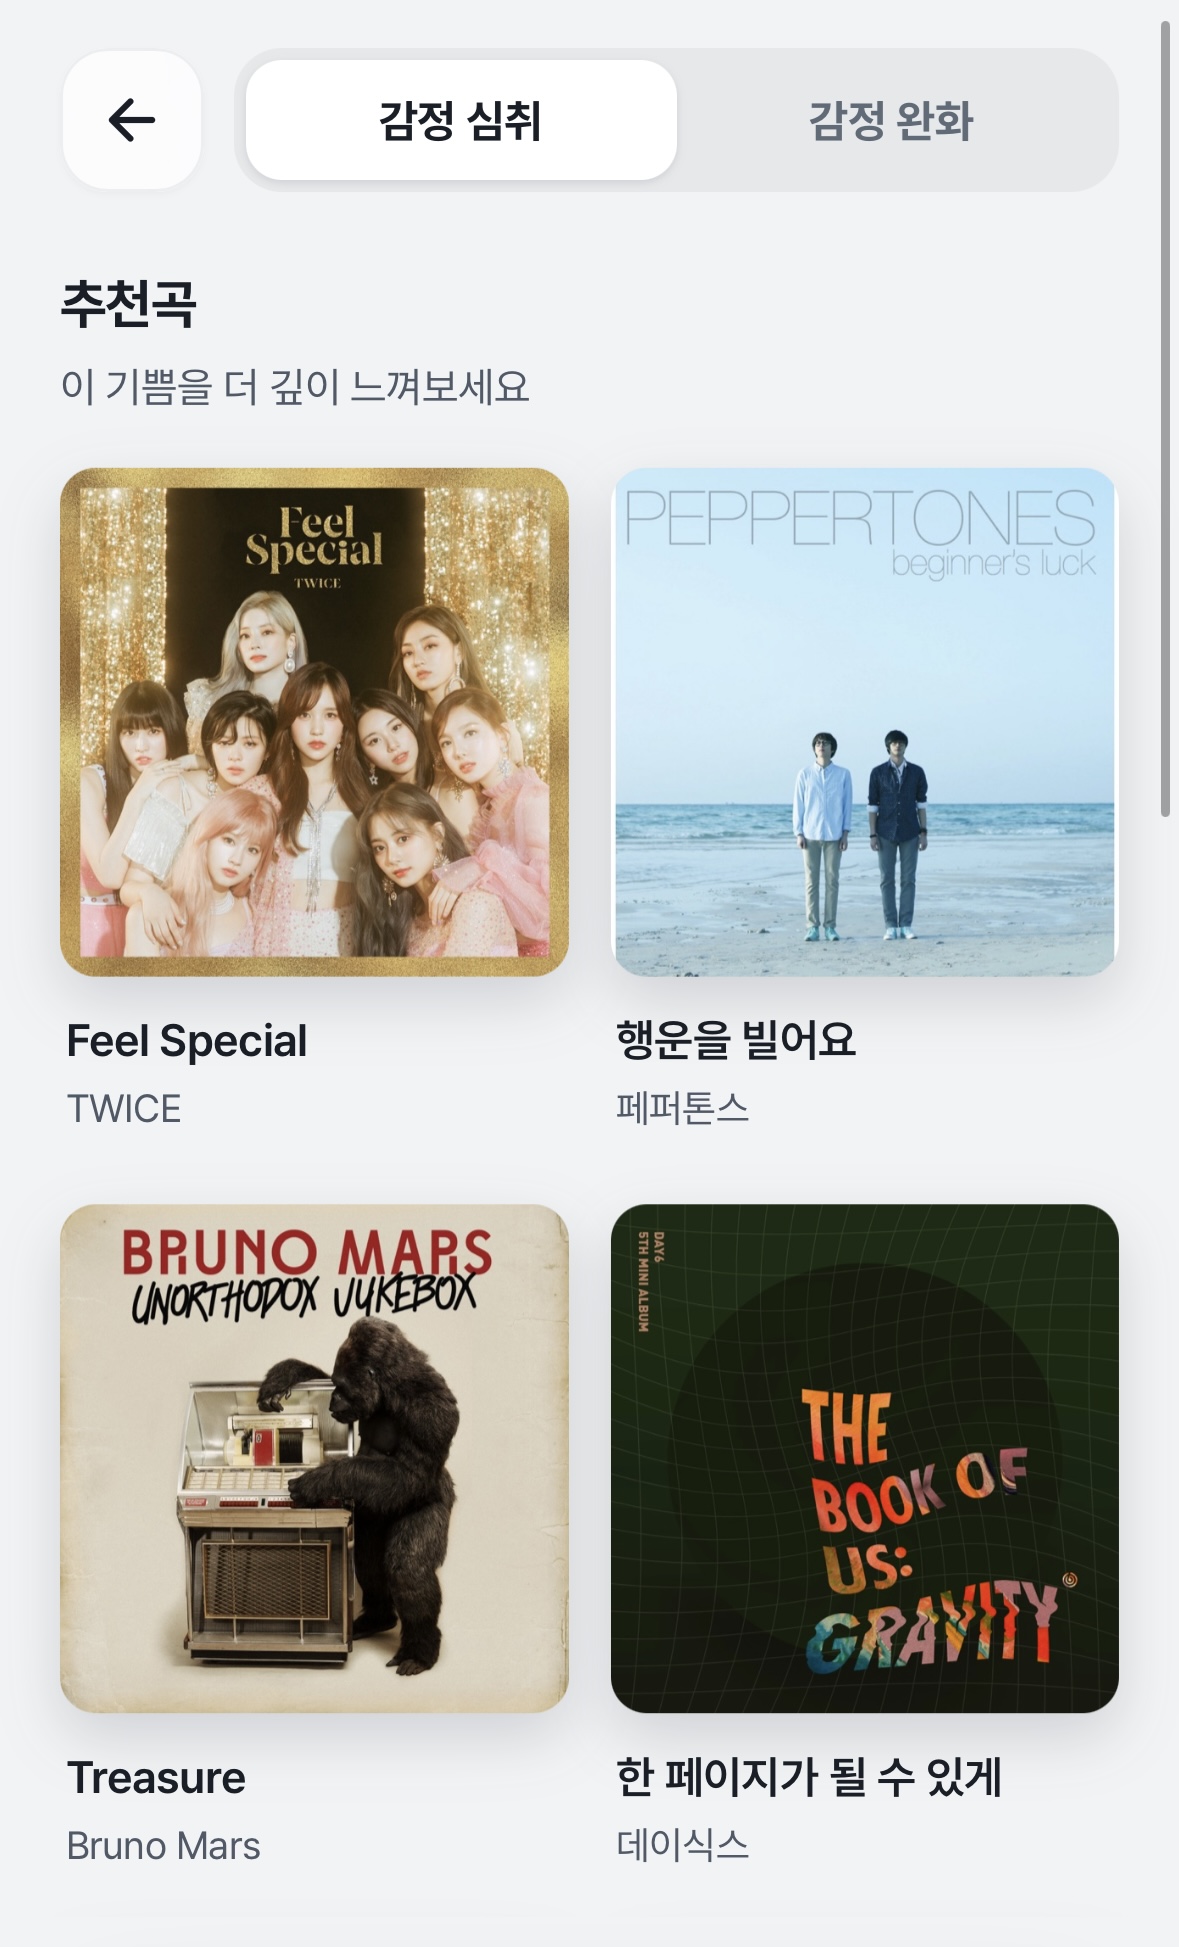 감정 심취
감정 완화
추천곡
이 기쁨을 더 깊이 느껴보세요
Feel
Special
TWICE
PEPPERTONES
beginner's luck
Feel Special
TWICE
행운을 빌어요
페퍼톤스
BRUNO MARS
UNORTHODOX JUKEBOX
DAY6
5TH MINI ALBUM
THE
BOOK OF
US:
GRAVITY
Treasure
Bruno Mars
한 페이지가 될 수 있게
데이식스